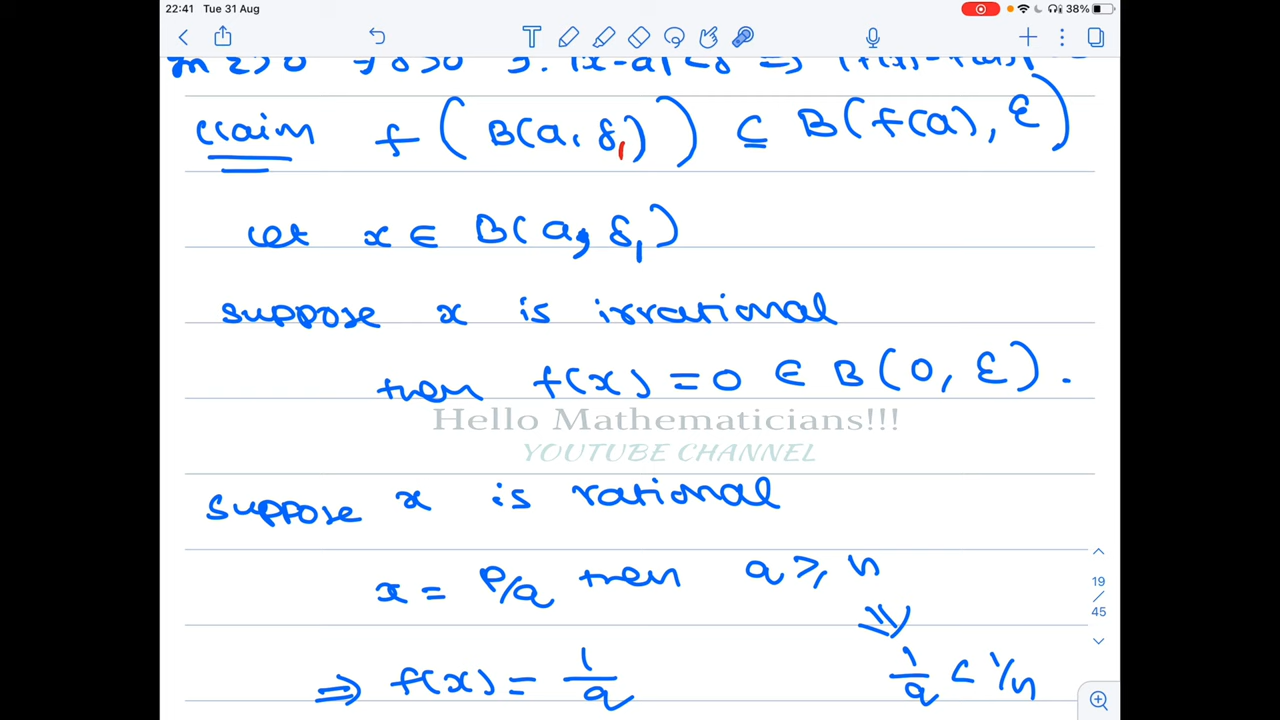 22:41 Tue 31 Aug 38%
claim f(B(a, δ₁)) ⊆ B(f(a), ε)
let x ∈ B(a, δ₁)
suppose x is irrational
then f(x) = 0 ∈ B(0, ε).
Hello Mathematicians!!!
YOUTUBE CHANNEL
suppose x is rational
x = p/q then q ≥ n
19
/
45
⇓
⇒ f(x) = 1/q 1/q < 1/n